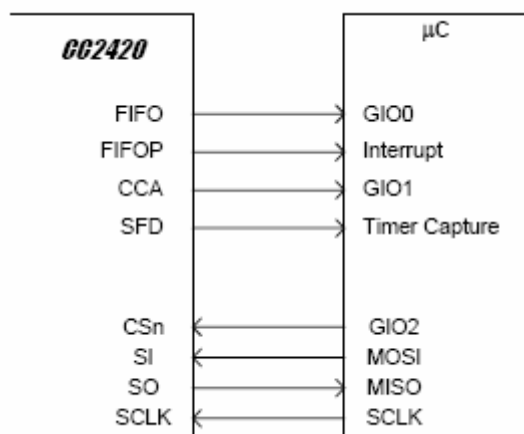 CC2420 µC
FIFO GIO0
FIFOP Interrupt
CCA GIO1
SFD Timer Capture
CSn GIO2
SI MOSI
SO MISO
SCLK SCLK